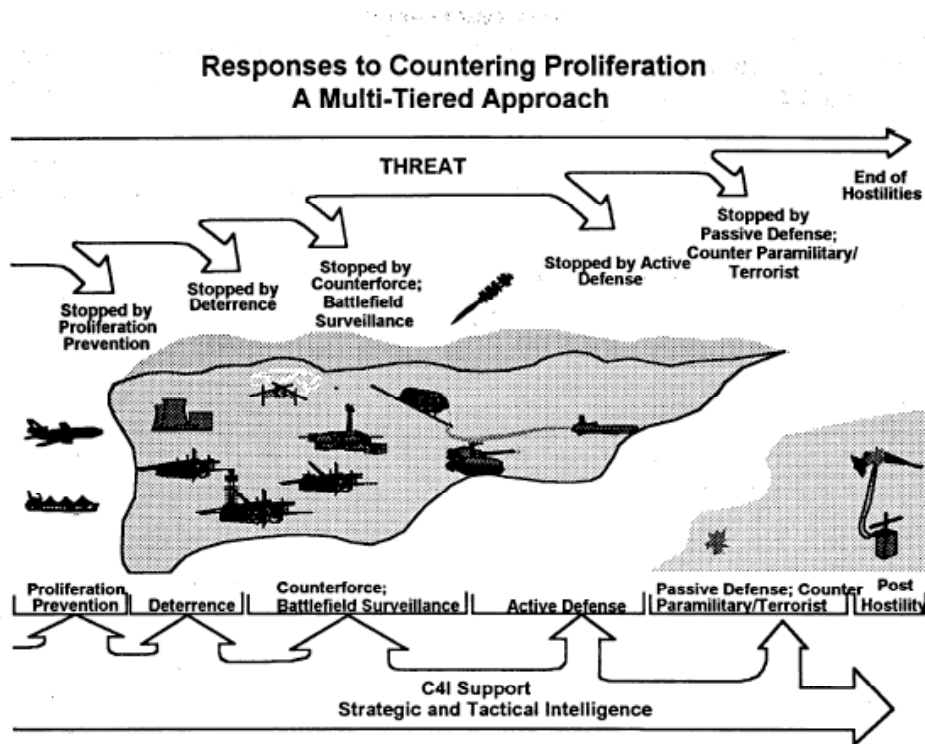 Responses to Countering Proliferation
A Multi-Tiered Approach
THREAT
End of
Hostilities
Stopped by
Passive Defense;
Counter Paramilitary/
Terrorist
Stopped by Active
Defense
Stopped by
Counterforce;
Battlefield
Surveillance
Stopped by
Deterrence
Stopped by
Proliferation
Prevention
Proliferation
Prevention
Deterrence
Counterforce;
Battlefield Surveillance
Active Defense
Passive Defense; Counter
Paramilitary/Terrorist
Post
Hostility
C4I Support
Strategic and Tactical Intelligence